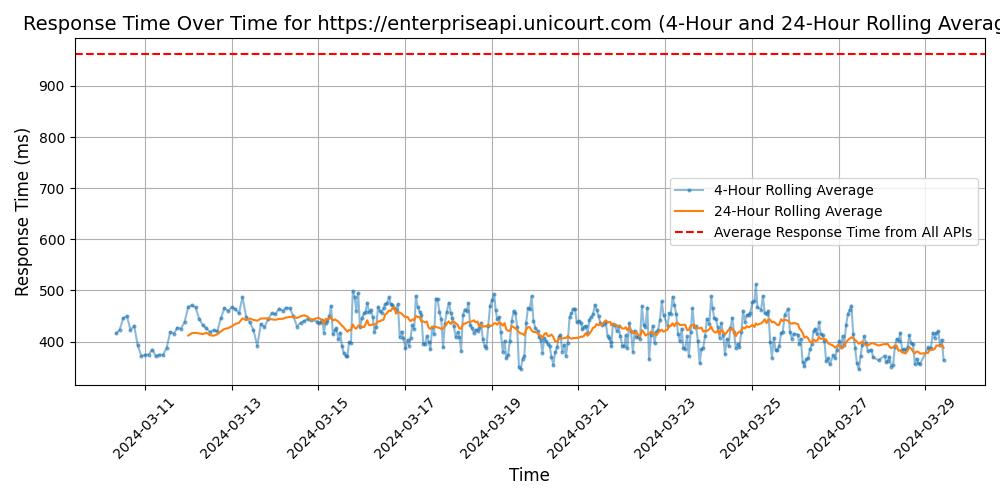 Response Time Over Time for https://enterpriseapi.unicourt.com (4-Hour and 24-Hour Rolling Averag
Response Time (ms)
900
800
700
600
500
400
4-Hour Rolling Average
24-Hour Rolling Average
Average Response Time from All APIs
2024-03-11
2024-03-13
2024-03-15
2024-03-17
2024-03-19
2024-03-21
2024-03-23
2024-03-25
2024-03-27
2024-03-29
Time